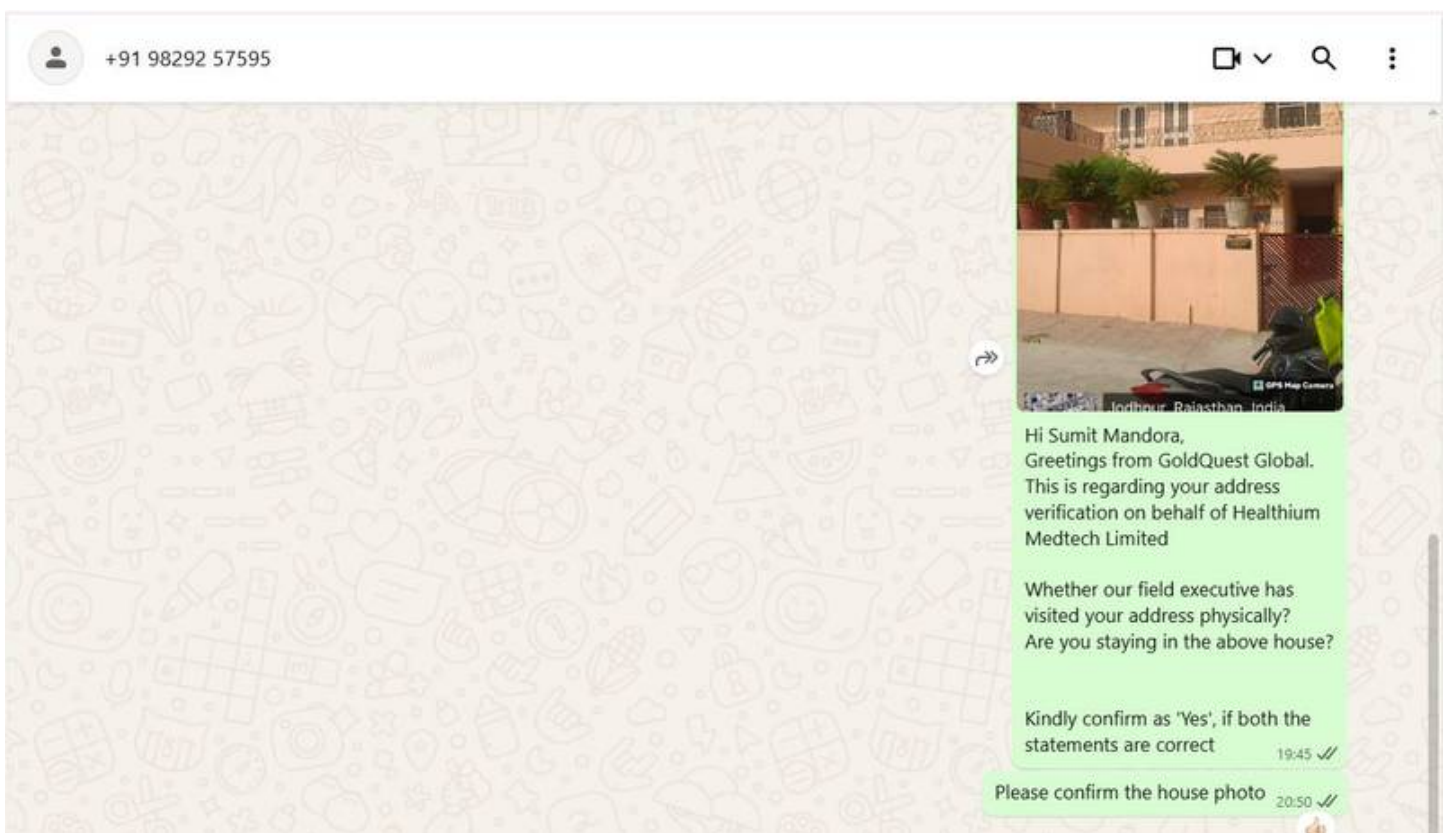 +91 98292 57595
GPS Map Camera
Jodhpur, Rajasthan, India
Hi Sumit Mandora,
Greetings from GoldQuest Global.
This is regarding your address
verification on behalf of Healthium
Medtech Limited
Whether our field executive has
visited your address physically?
Are you staying in the above house?
Kindly confirm as 'Yes', if both the
statements are correct
19:45
Please confirm the house photo
20:50